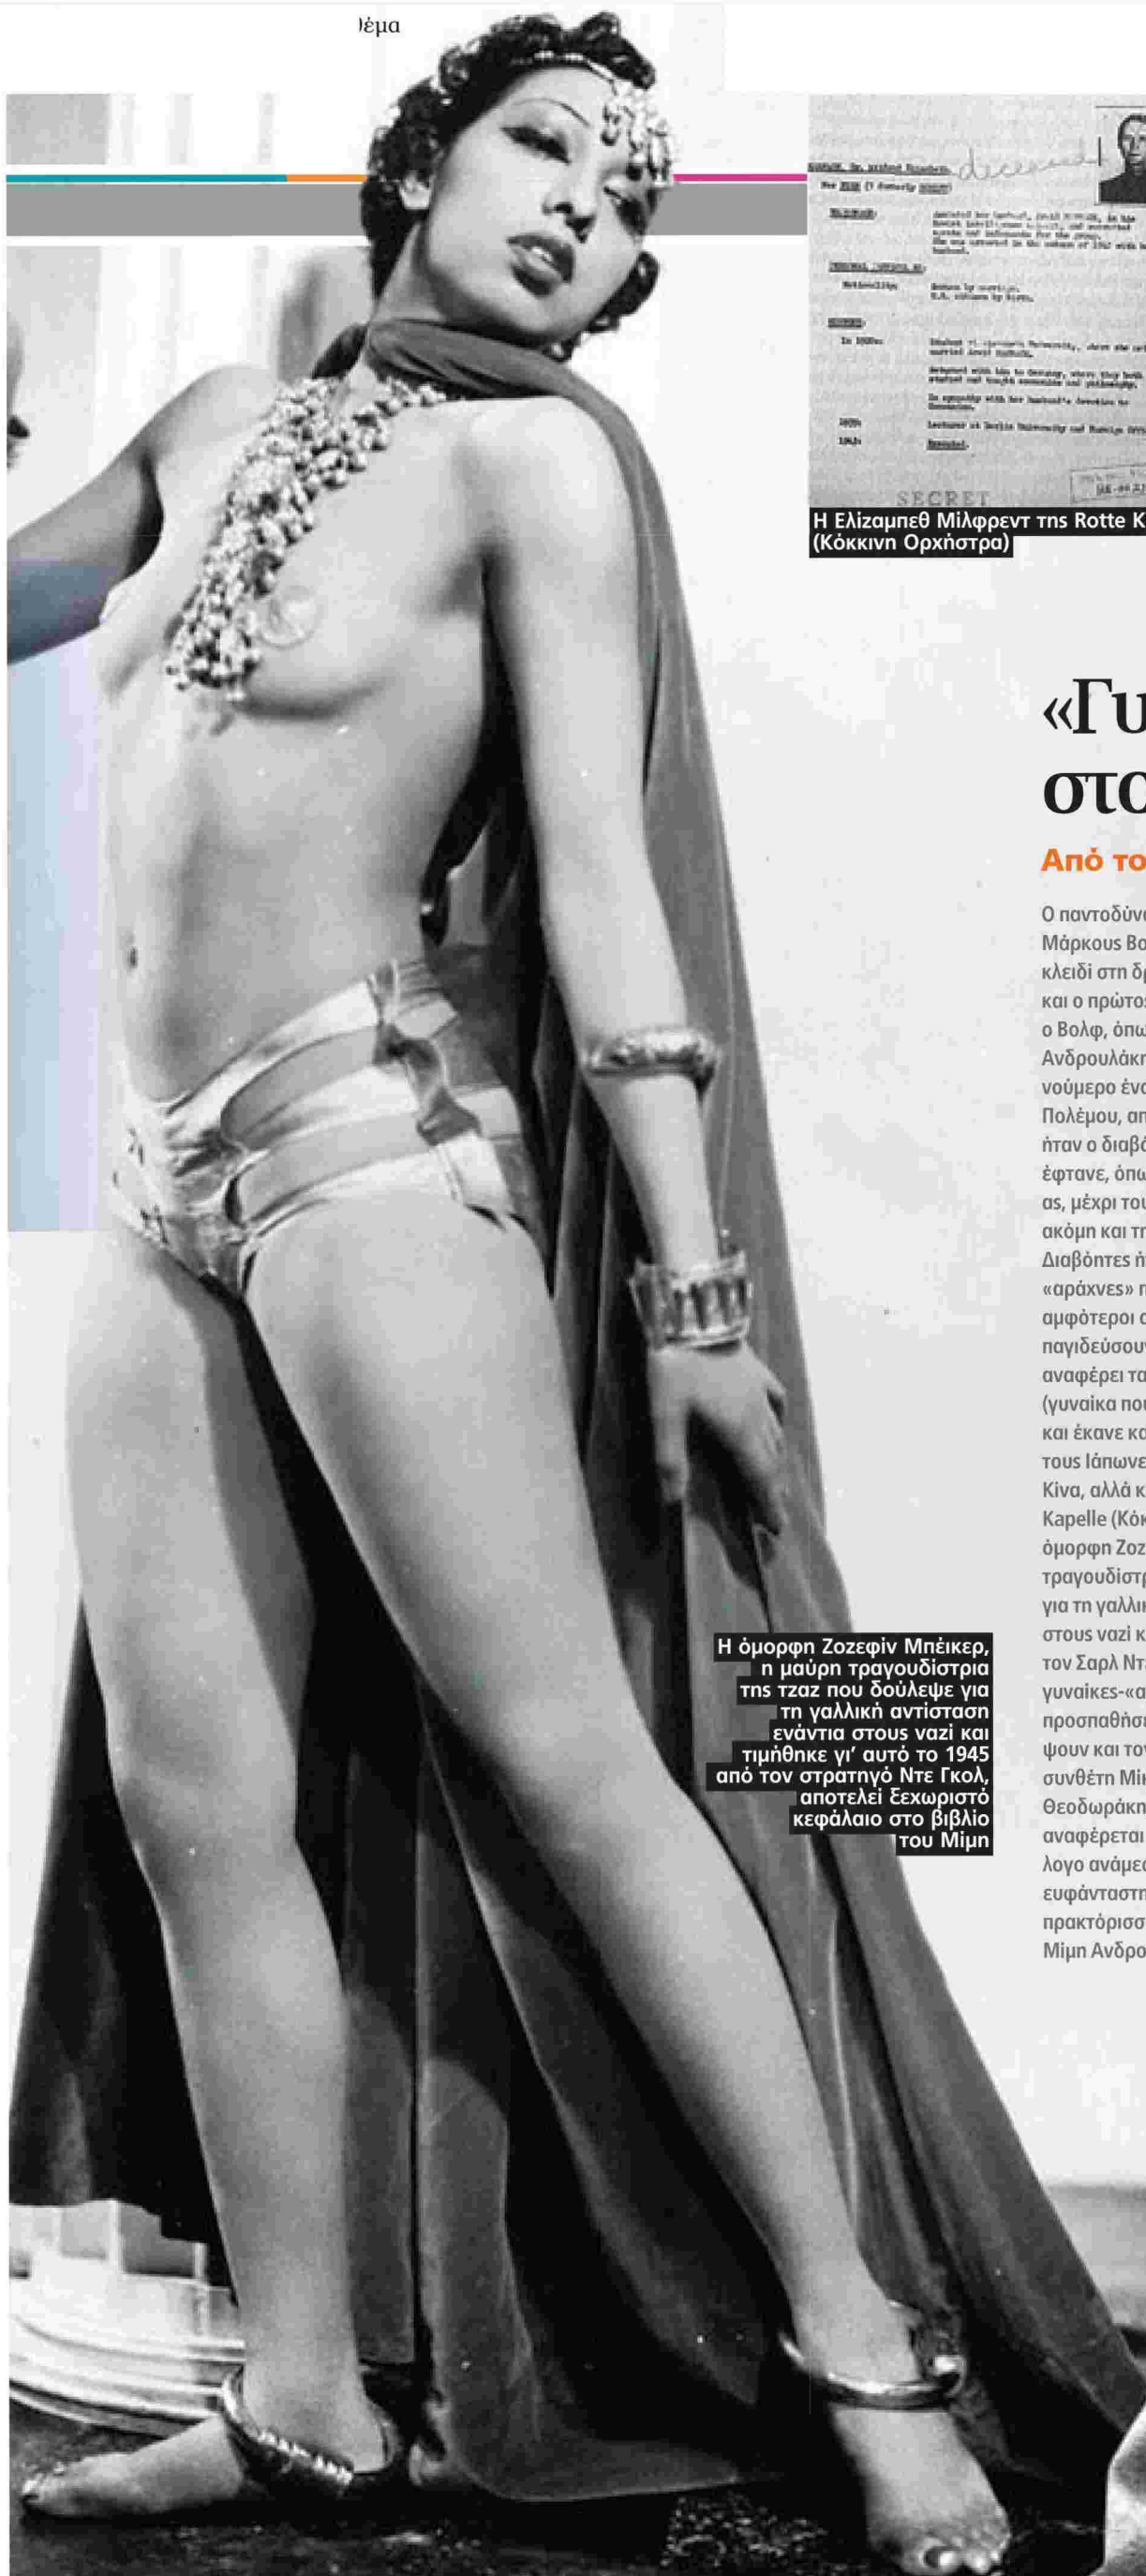 θέμα
SECRET
Η Ελίζαμπεθ Μίλφρεντ της Rotte K
(Κόκκινη Ορχήστρα)
«Γυ
στο
Από το
Ο παντοδύνα
Μάρκους Βο
κλειδί στη δρ
και ο πρώτος
ο Βολφ, όπω
Ανδρουλάκη
νούμερο ένα
Πολέμου, απ
ήταν ο διαβό
έφτανε, όπω
ας, μέχρι του
ακόμη και τη
Διαβόητες ή
«αράχνες» π
αμφότεροι ο
παγιδεύσουν
αναφέρει τα
(γυναίκα που
και έκανε κα
τους Ιάπωνε
Κίνα, αλλά κ
Kapelle (Κόκ
όμορφη Ζοζ
τραγουδίστρ
για τη γαλλικ
στους ναζί κ
τον Σαρλ Ντε
γυναίκες-«α
προσπαθήσε
ψουν και τον
συνθέτη Μίκ
Θεοδωράκη
αναφέρεται
λογο ανάμεσ
ευφάνταστη
πρακτόρισσ
Μίμη Ανδρο
Η όμορφη Ζοζεφίν Μπέικερ,
η μαύρη τραγουδίστρια
της τζαζ που δούλεψε για
τη γαλλική αντίσταση
ενάντια στους ναζί και
τιμήθηκε γι' αυτό το 1945
από τον στρατηγό Ντε Γκολ,
αποτελεί ξεχωριστό
κεφάλαιο στο βιβλίο
του Μίμη